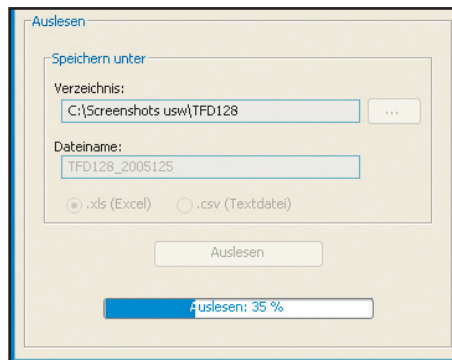 Auslesen
Speichern unter
Verzeichnis:
C:\Screenshots usw\TFD128
...
Dateiname:
TFD128_2005125
.xls (Excel) .csv (Textdatei)
Auslesen
Auslesen: 35 %